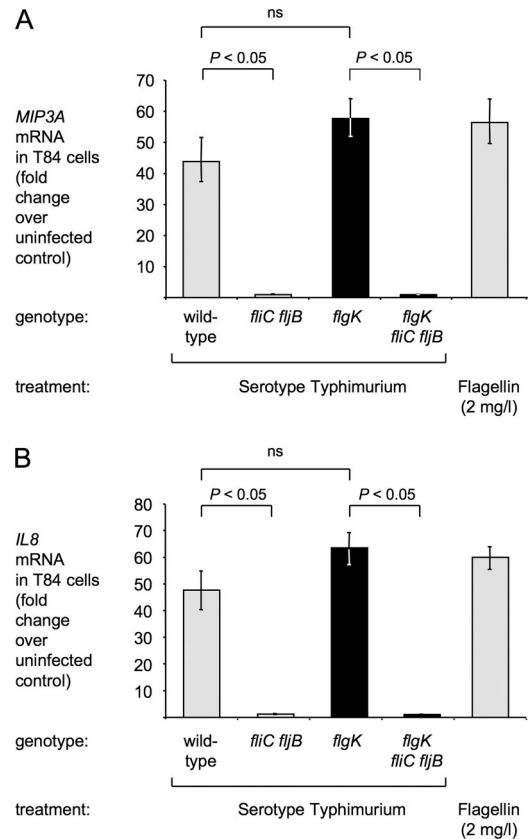 A
ns
P < 0.05 P < 0.05
MIP3A
mRNA
in T84 cells
(fold
change
over
uninfected
control)
70
60
50
40
30
20
10
genotype: wild-type fliC fljB flgK flgK fliC fljB
treatment: Serotype Typhimurium Flagellin
(2 mg/l)
B
ns
P < 0.05 P < 0.05
IL8
mRNA
in T84 cells
(fold
change
over
uninfected
control)
80
70
60
50
40
30
20
10
genotype: wild-type fliC fljB flgK flgK fliC fljB
treatment: Serotype Typhimurium Flagellin
(2 mg/l)